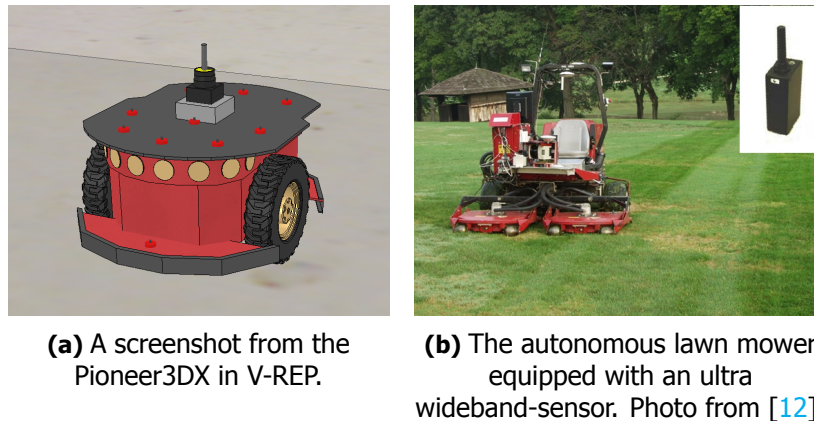 (a) A screenshot from the
Pioneer3DX in V-REP.
(b) The autonomous lawn mower
equipped with an ultra
wideband-sensor. Photo from [12]